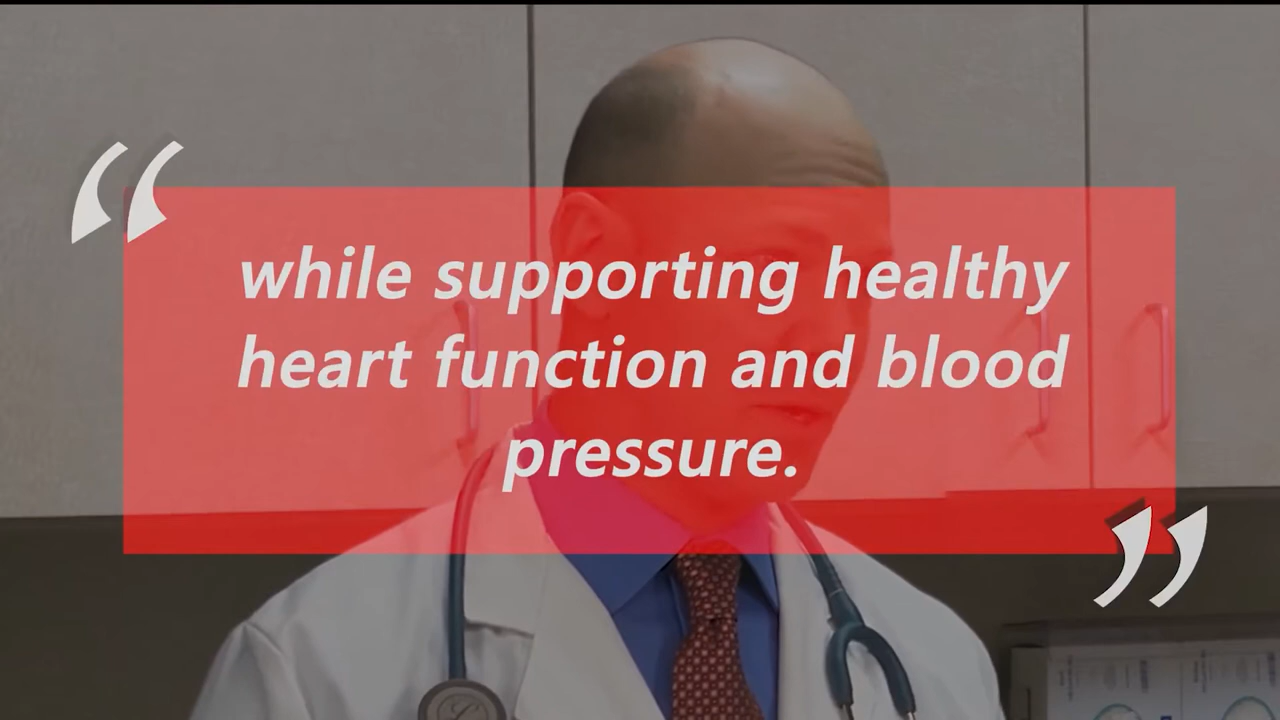 while supporting healthy
heart function and blood
pressure.